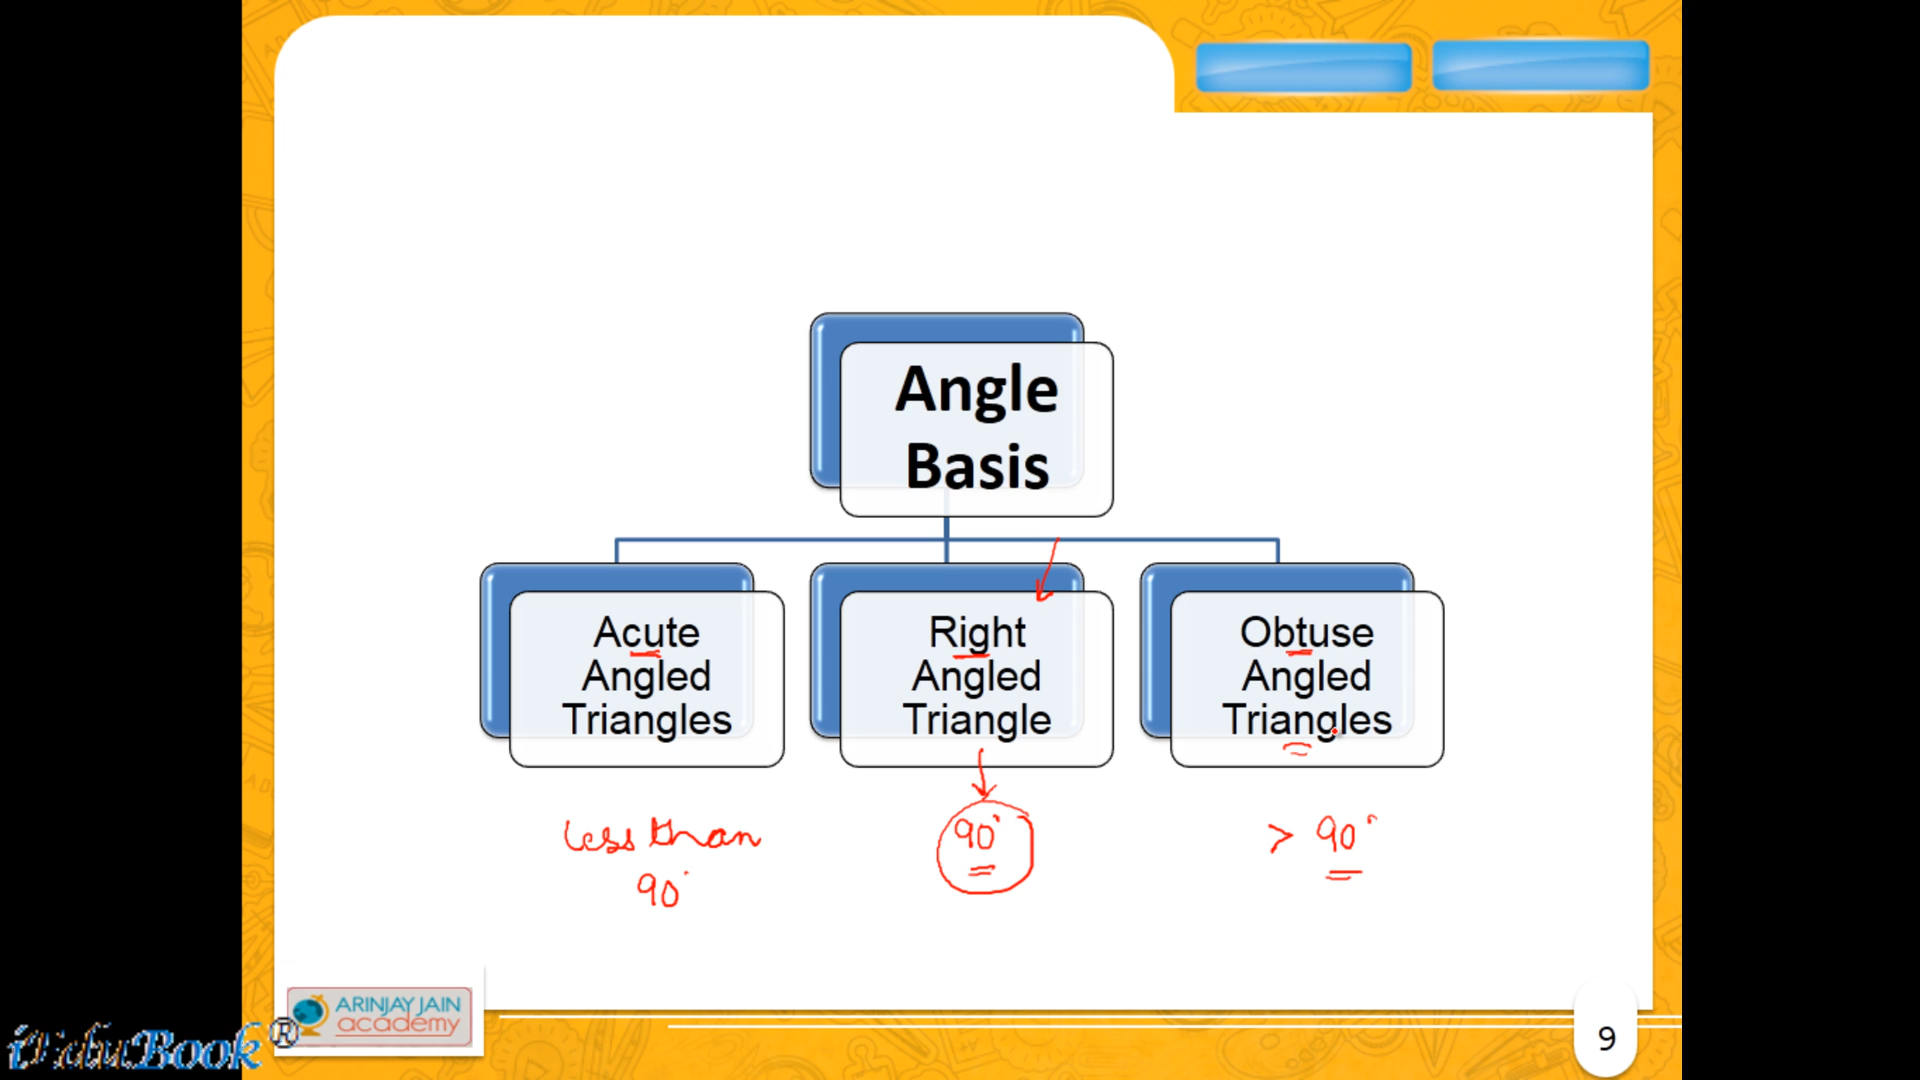 Angle
Basis
Acute
Angled
Triangles
Right
Angled
Triangle
Obtuse
Angled
Triangles
less than
90°
90°
> 90°
ARINJAY JAIN
academy
iEduBook®
9